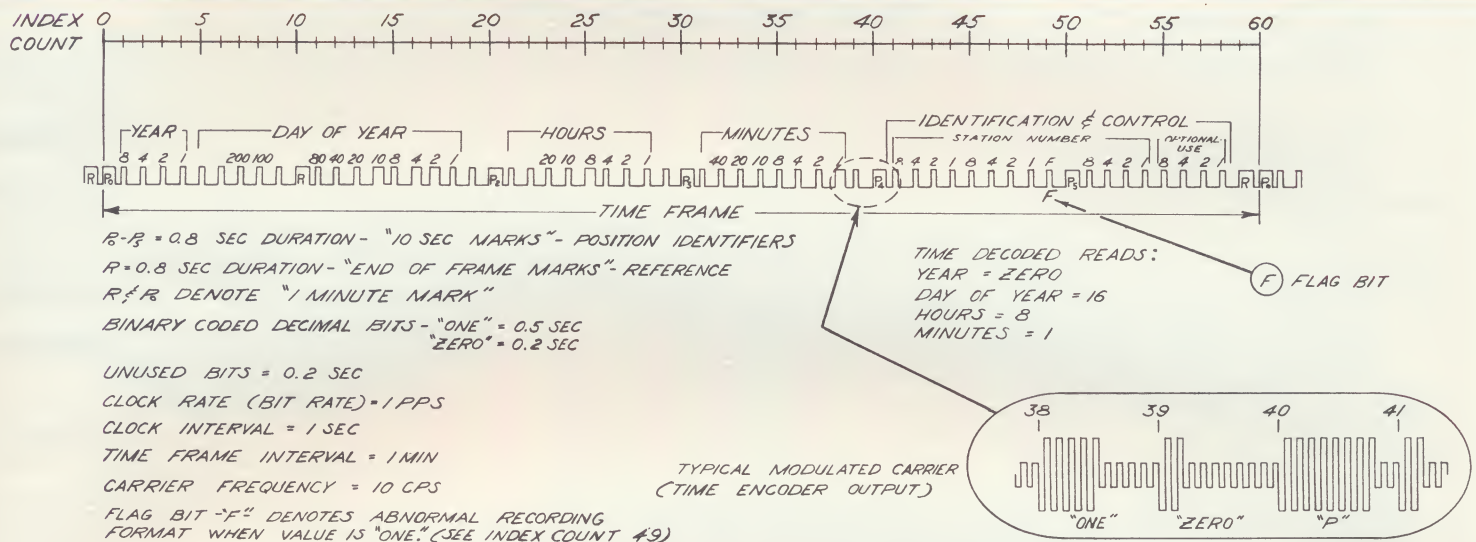 INDEX 0 5 10 15 20 25 30 35 40 45 50 55 60
COUNT
IDENTIFICATION & CONTROL
YEAR DAY OF YEAR HOURS MINUTES STATION NUMBER OPTIONAL
USE
8 4 2 1 200 100 80 40 20 10 8 4 2 1 20 10 8 4 2 1 40 20 10 8 4 2 1 8 4 2 1 8 4 2 1 F 8 4 2 1 8 4 2 1
R P₀ R P₂ P₃ P₄ P₅ R P₀
F
TIME FRAME
P₀-P₅ = 0.8 SEC DURATION - "10 SEC MARKS" - POSITION IDENTIFIERS
R = 0.8 SEC DURATION - "END OF FRAME MARKS" - REFERENCE
R & P₀ DENOTE "1 MINUTE MARK"
BINARY CODED DECIMAL BITS - "ONE" = 0.5 SEC
"ZERO" = 0.2 SEC
UNUSED BITS = 0.2 SEC
CLOCK RATE (BIT RATE) = 1 PPS
CLOCK INTERVAL = 1 SEC
TIME FRAME INTERVAL = 1 MIN
CARRIER FREQUENCY = 10 CPS
FLAG BIT - "F" DENOTES ABNORMAL RECORDING
FORMAT WHEN VALUE IS "ONE." (SEE INDEX COUNT 49)
TIME DECODED READS:
YEAR = ZERO
DAY OF YEAR = 16
HOURS = 8
MINUTES = 1
F FLAG BIT
TYPICAL MODULATED CARRIER
(TIME ENCODER OUTPUT)
38 39 40 41
"ONE" "ZERO" "P"